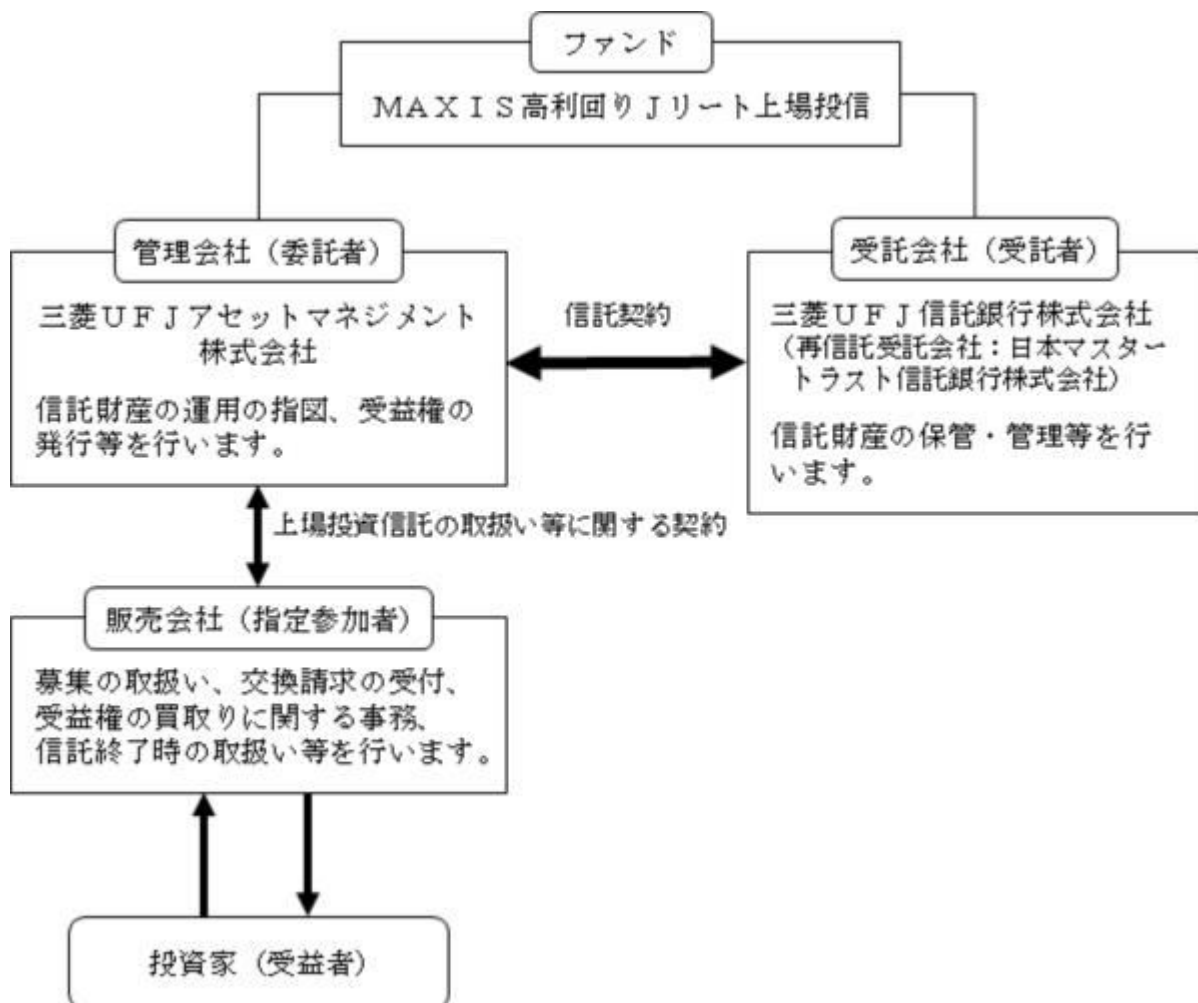 ファンド
ＭＡＸＩＳ高利回りＪリート上場投信
管理会社（委託者）
三菱ＵＦＪアセットマネジメント
株式会社
信託財産の運用の指図、受益権の
発行等を行います。
信託契約
受託会社（受託者）
三菱ＵＦＪ信託銀行株式会社
（再信託受託会社：日本マスター
トラスト信託銀行株式会社）
信託財産の保管・管理等を行
います。
上場投資信託の取扱い等に関する契約
販売会社（指定参加者）
募集の取扱い、交換請求の受付、
受益権の買取りに関する事務、
信託終了時の取扱い等を行います。
投資家（受益者）